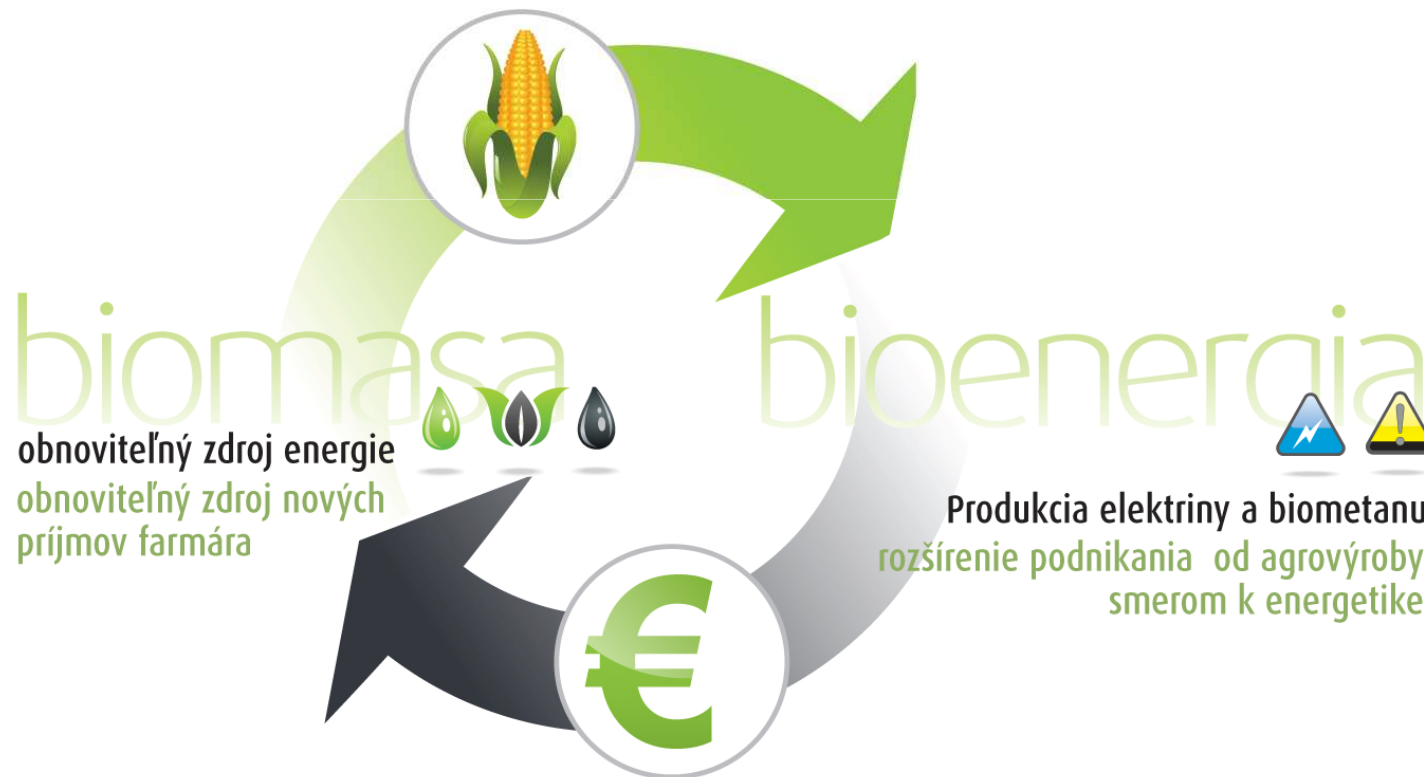 biomasa
obnoviteľný zdroj energie
obnoviteľný zdroj nových
príjmov farmára
€
bioenergia
Produkcia elektriny a biometanu
rozšírenie podnikania od agrovýroby
smerom k energetike